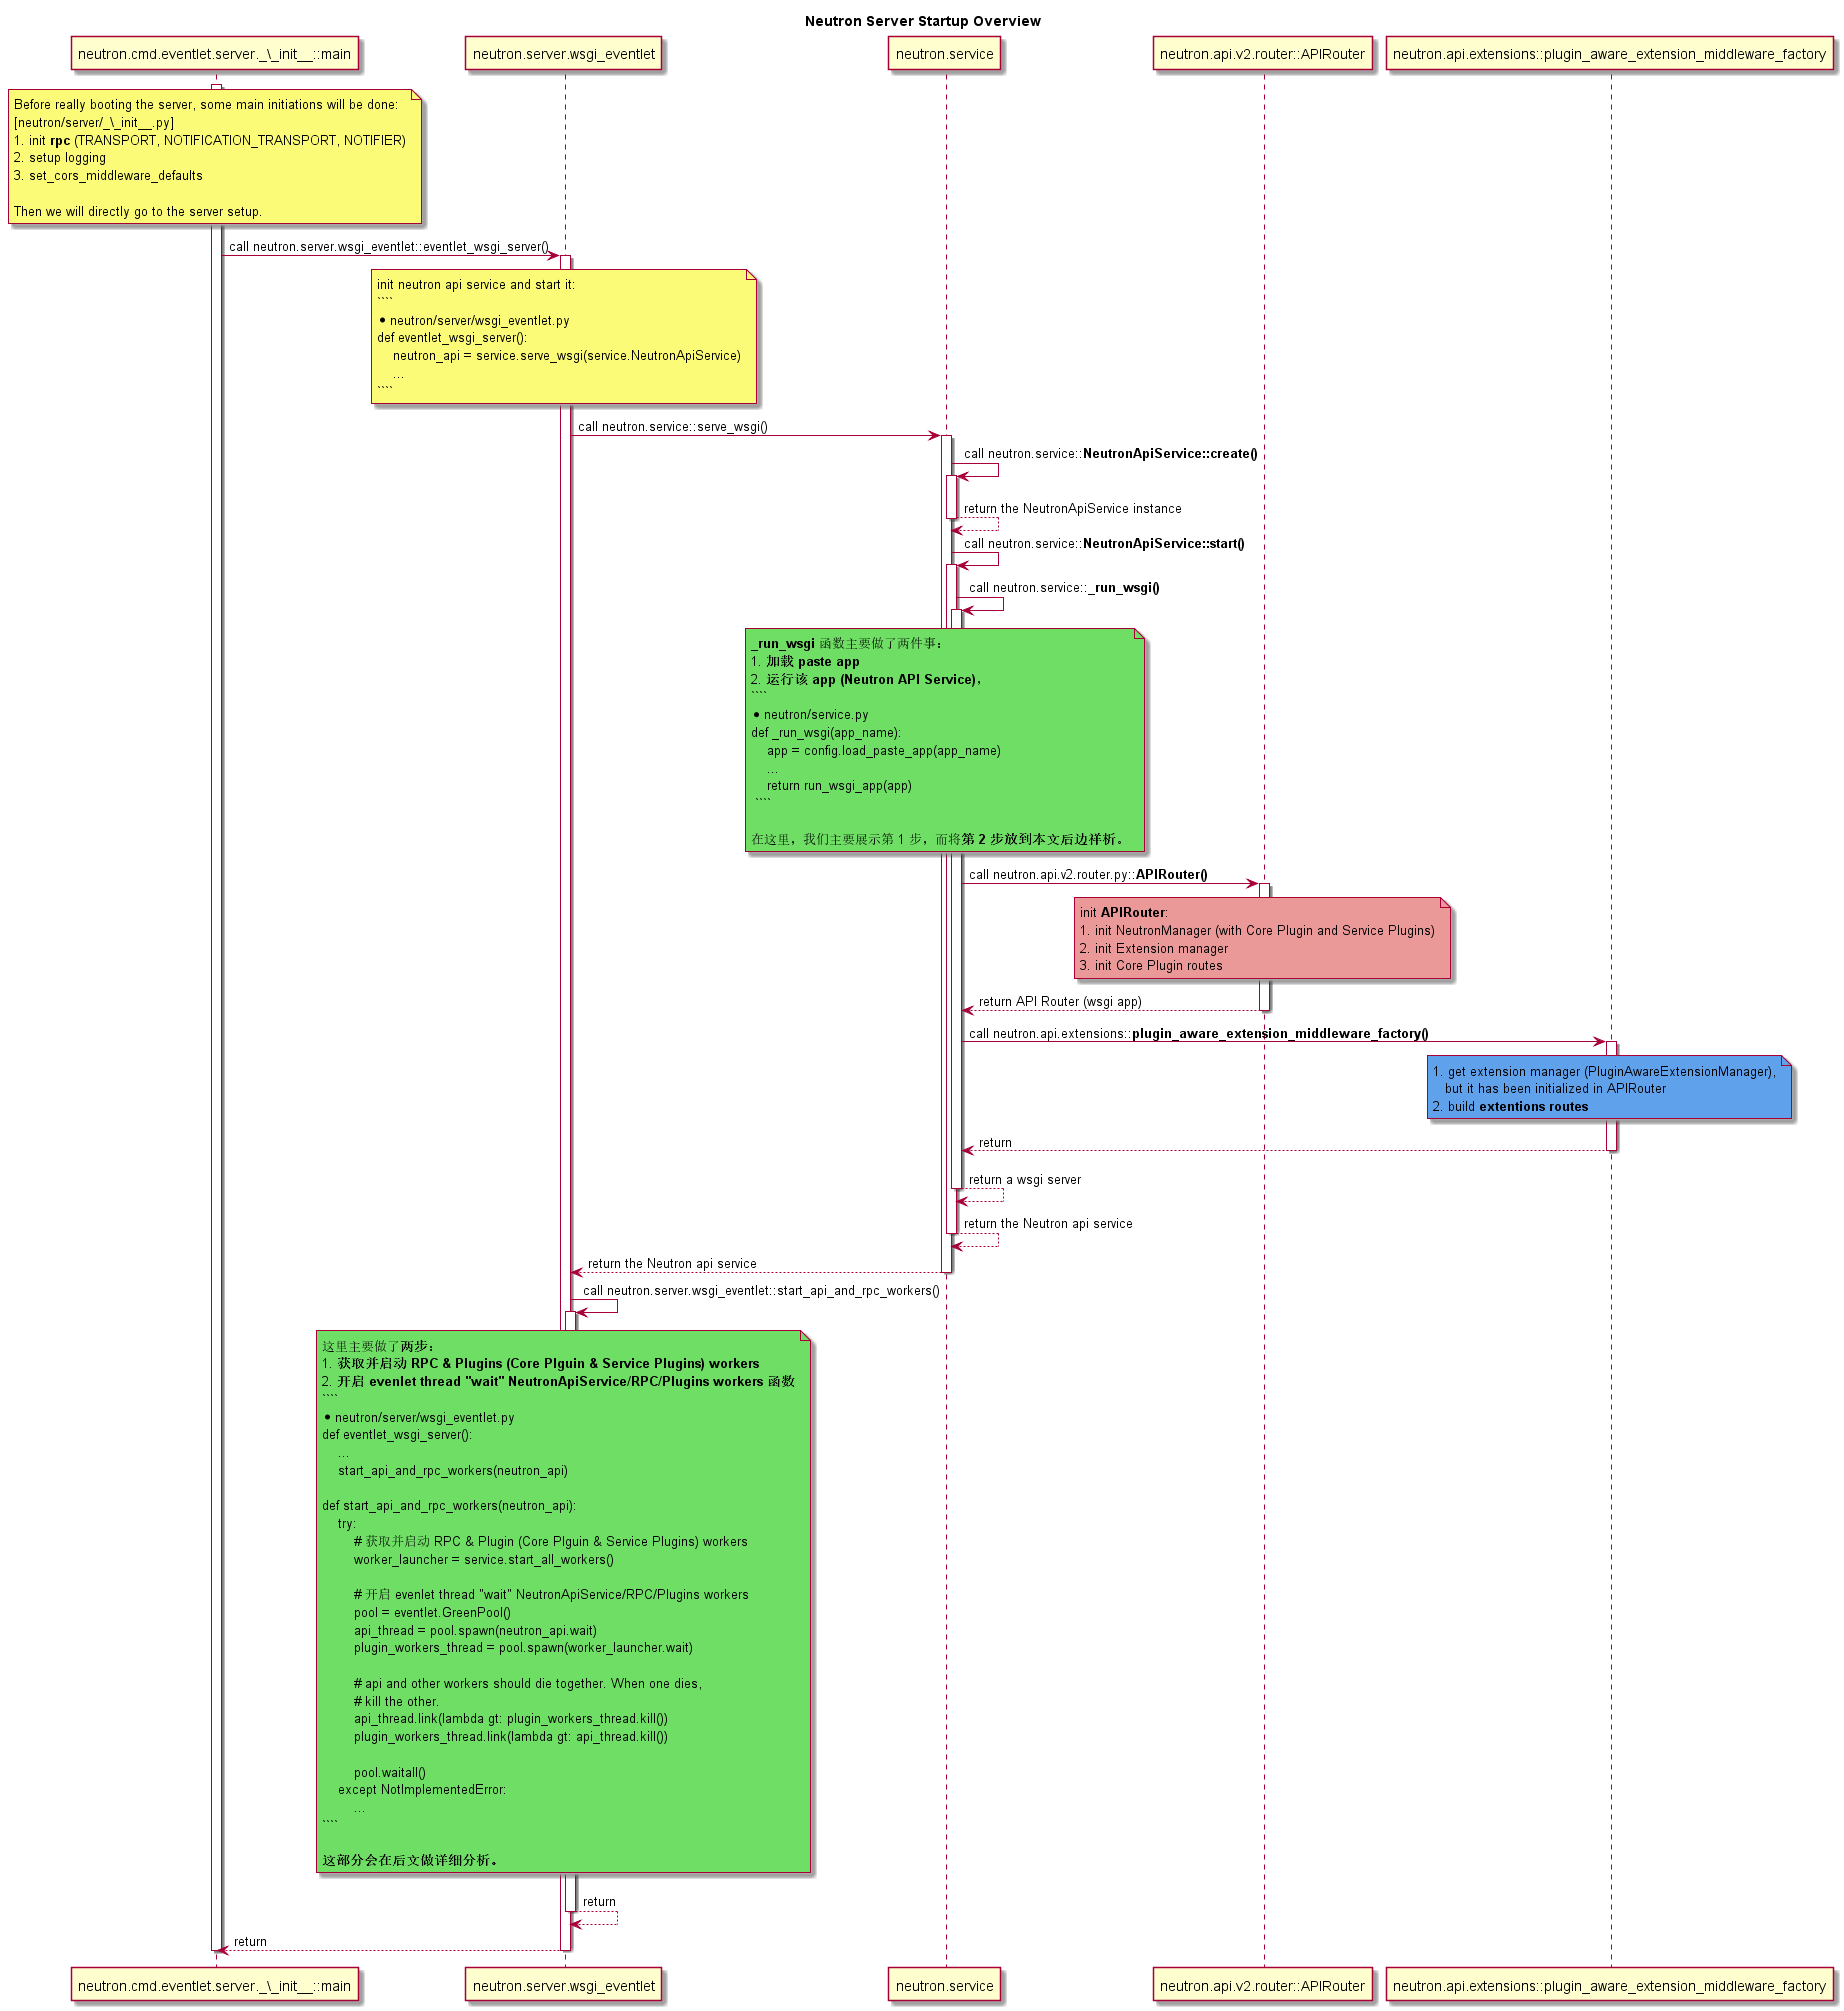 Neutron Server Startup Overview
neutron.cmd.eventlet.server._\_init__::main
neutron.server.wsgi_eventlet
neutron.service
neutron.api.v2.router::APIRouter
neutron.api.extensions::plugin_aware_extension_middleware_factory
Before really booting the server, some main initiations will be done:
[neutron/server/_\_init__.py]
1. init rpc (TRANSPORT, NOTIFICATION_TRANSPORT, NOTIFIER)
2. setup logging
3. set_cors_middleware_defaults
Then we will directly go to the server setup.
call neutron.server.wsgi_eventlet::eventlet_wsgi_server()
init neutron api service and start it:
````
• neutron/server/wsgi_eventlet.py
def eventlet_wsgi_server():
neutron_api = service.serve_wsgi(service.NeutronApiService)
...
````
call neutron.service::serve_wsgi()
call neutron.service::NeutronApiService::create()
return the NeutronApiService instance
call neutron.service::NeutronApiService::start()
call neutron.service::_run_wsgi()
_run_wsgi 函数主要做了两件事：
1. 加载 paste app
2. 运行该 app (Neutron API Service)，
````
• neutron/service.py
def _run_wsgi(app_name):
app = config.load_paste_app(app_name)
...
return run_wsgi_app(app)
````
在这里，我们主要展示第 1 步，而将第 2 步放到本文后边祥析。
call neutron.api.v2.router.py::APIRouter()
init APIRouter:
1. init NeutronManager (with Core Plugin and Service Plugins)
2. init Extension manager
3. init Core Plugin routes
return API Router (wsgi app)
call neutron.api.extensions::plugin_aware_extension_middleware_factory()
1. get extension manager (PluginAwareExtensionManager),
but it has been initialized in APIRouter
2. build extentions routes
return
return a wsgi server
return the Neutron api service
return the Neutron api service
call neutron.server.wsgi_eventlet::start_api_and_rpc_workers()
这里主要做了两步：
1. 获取并启动 RPC & Plugins (Core Plguin & Service Plugins) workers
2. 开启 evenlet thread "wait" NeutronApiService/RPC/Plugins workers 函数
````
• neutron/server/wsgi_eventlet.py
def eventlet_wsgi_server():
...
start_api_and_rpc_workers(neutron_api)
def start_api_and_rpc_workers(neutron_api):
try:
# 获取并启动 RPC & Plugin (Core Plguin & Service Plugins) workers
worker_launcher = service.start_all_workers()
# 开启 evenlet thread "wait" NeutronApiService/RPC/Plugins workers
pool = eventlet.GreenPool()
api_thread = pool.spawn(neutron_api.wait)
plugin_workers_thread = pool.spawn(worker_launcher.wait)
# api and other workers should die together. When one dies,
# kill the other.
api_thread.link(lambda gt: plugin_workers_thread.kill())
plugin_workers_thread.link(lambda gt: api_thread.kill())
pool.waitall()
except NotImplementedError:
...
````
这部分会在后文做详细分析。
return
return
neutron.cmd.eventlet.server._\_init__::main
neutron.server.wsgi_eventlet
neutron.service
neutron.api.v2.router::APIRouter
neutron.api.extensions::plugin_aware_extension_middleware_factory